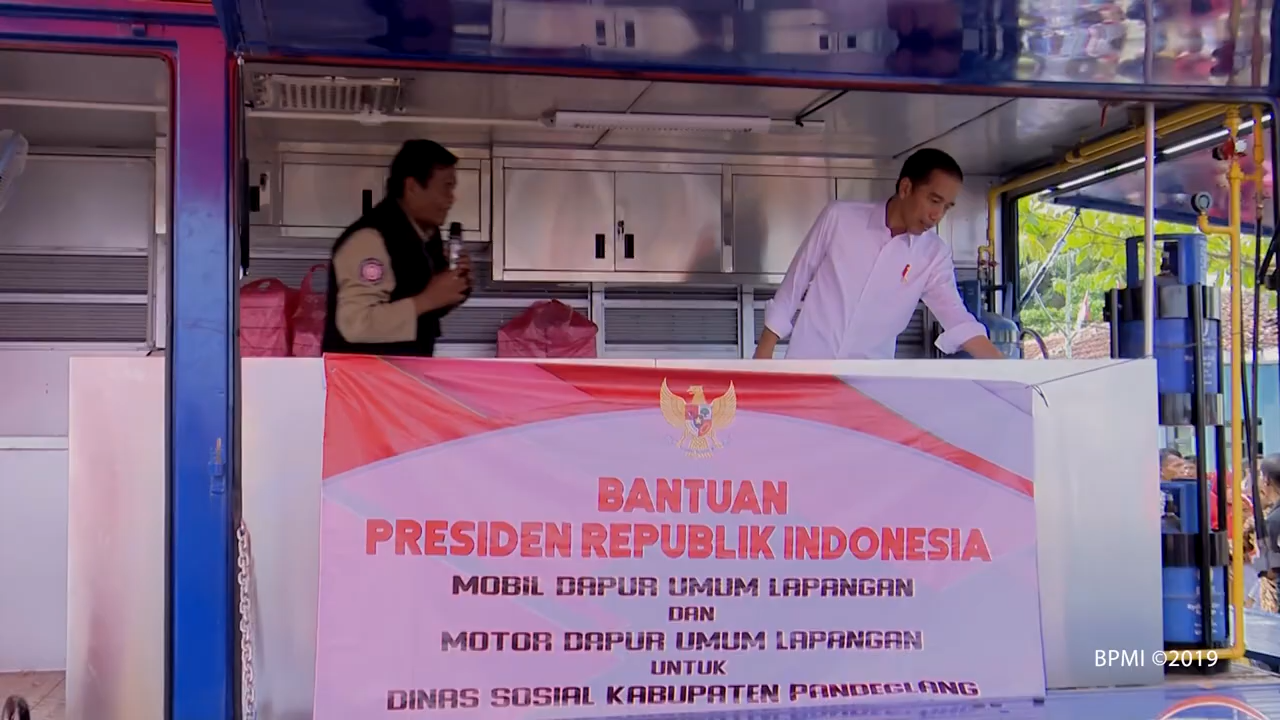 BANTUAN
PRESIDEN REPUBLIK INDONESIA
MOBIL DAPUR UMUM LAPANGAN
DAN
MOTOR DAPUR UMUM LAPANGAN
UNTUK
DINAS SOSIAL KABUPATEN PANDEGLANG
BPMI ©2019